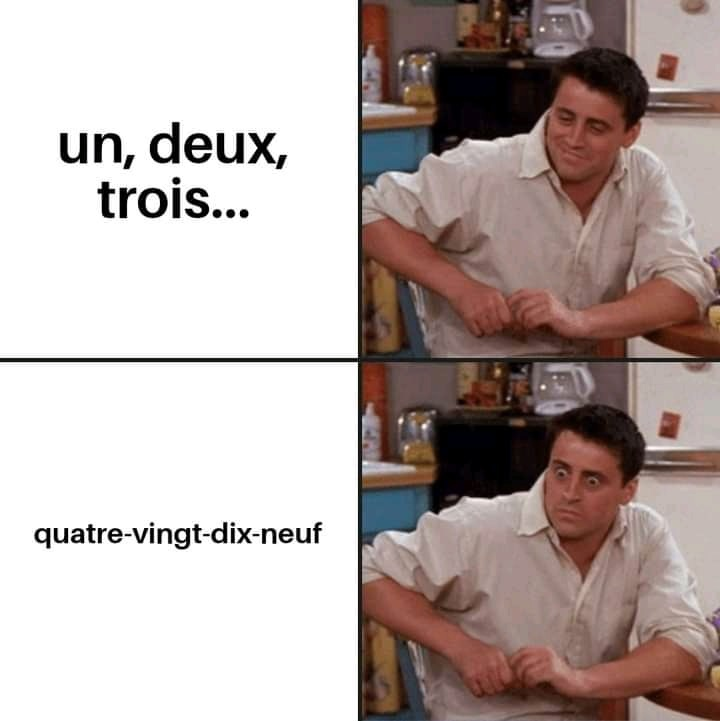 un, deux,
trois...
quatre-vingt-dix-neuf